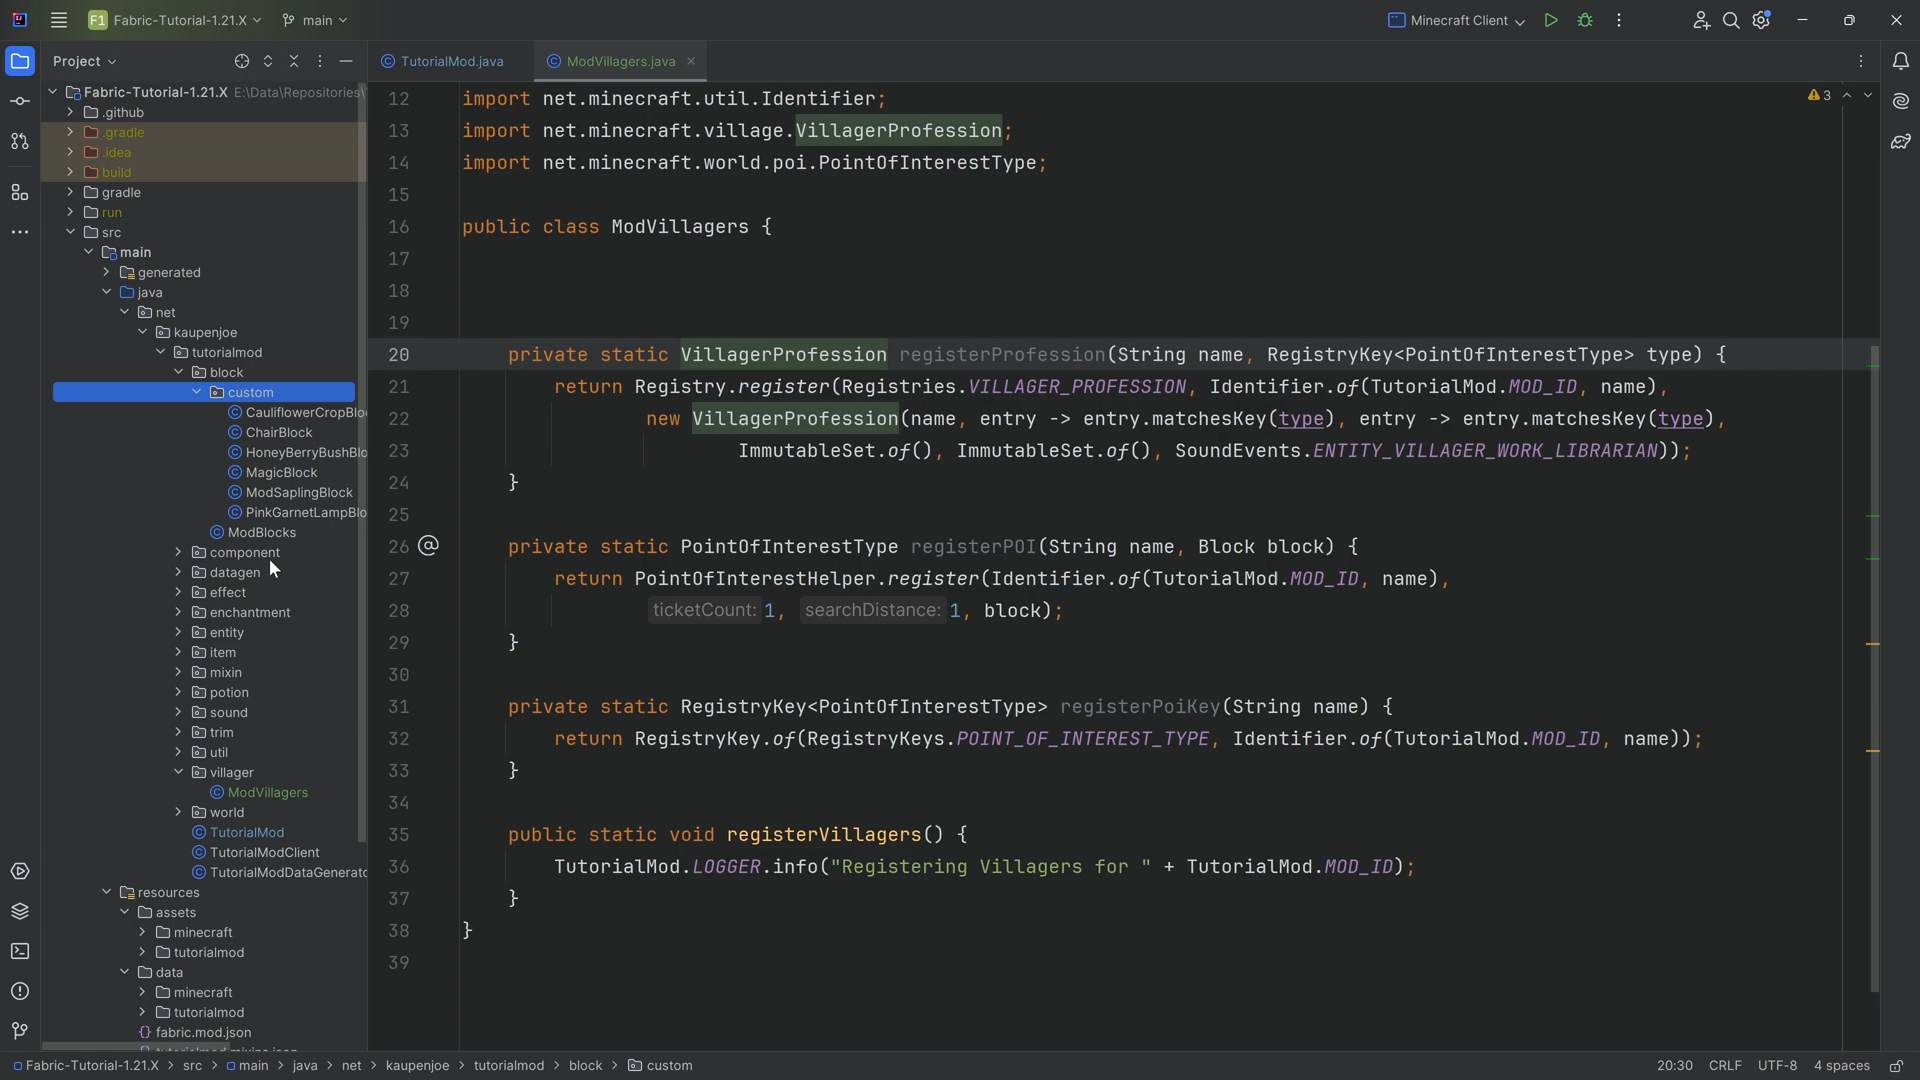 F1 Fabric-Tutorial-1.21.X main Minecraft Client
Project
TutorialMod.java ModVillagers.java
Fabric-Tutorial-1.21.X E:\Data\Repositories\
.github
.gradle
.idea
build
gradle
run
src
main
generated
java
net
kaupenjoe
tutorialmod
block
custom
CauliflowerCropBlo
ChairBlock
HoneyBerryBushBlo
MagicBlock
ModSaplingBlock
PinkGarnetLampBlo
ModBlocks
component
datagen
effect
enchantment
entity
item
mixin
potion
sound
trim
util
villager
ModVillagers
world
TutorialMod
TutorialModClient
TutorialModDataGenerato
resources
assets
minecraft
tutorialmod
data
minecraft
tutorialmod
fabric.mod.json
3
12 import net.minecraft.util.Identifier;
13 import net.minecraft.village.VillagerProfession;
14 import net.minecraft.world.poi.PointOfInterestType;
15
16 public class ModVillagers {
17
18
19
20 private static VillagerProfession registerProfession(String name, RegistryKey<PointOfInterestType> type) {
21 return Registry.register(Registries.VILLAGER_PROFESSION, Identifier.of(TutorialMod.MOD_ID, name),
22 new VillagerProfession(name, entry -> entry.matchesKey(type), entry -> entry.matchesKey(type),
23 ImmutableSet.of(), ImmutableSet.of(), SoundEvents.ENTITY_VILLAGER_WORK_LIBRARIAN));
24 }
25
26 private static PointOfInterestType registerPOI(String name, Block block) {
27 return PointOfInterestHelper.register(Identifier.of(TutorialMod.MOD_ID, name),
28 ticketCount: 1, searchDistance: 1, block);
29 }
30
31 private static RegistryKey<PointOfInterestType> registerPoiKey(String name) {
32 return RegistryKey.of(RegistryKeys.POINT_OF_INTEREST_TYPE, Identifier.of(TutorialMod.MOD_ID, name));
33 }
34
35 public static void registerVillagers() {
36 TutorialMod.LOGGER.info("Registering Villagers for " + TutorialMod.MOD_ID);
37 }
38 }
39
Fabric-Tutorial-1.21.X > src > main > java > net > kaupenjoe > tutorialmod > block > custom 20:30 CRLF UTF-8 4 spaces